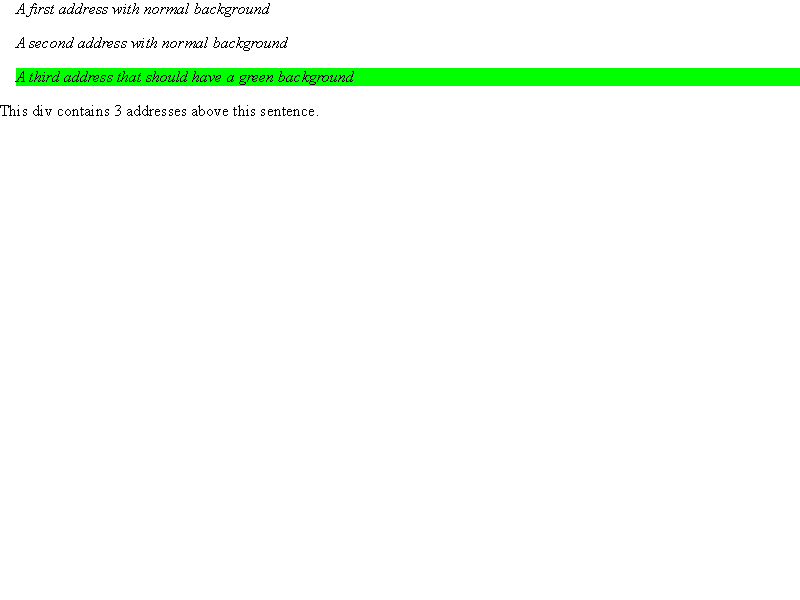 A first address with normal background
A second address with normal background
A third address that should have a green background
This div contains 3 addresses above this sentence.